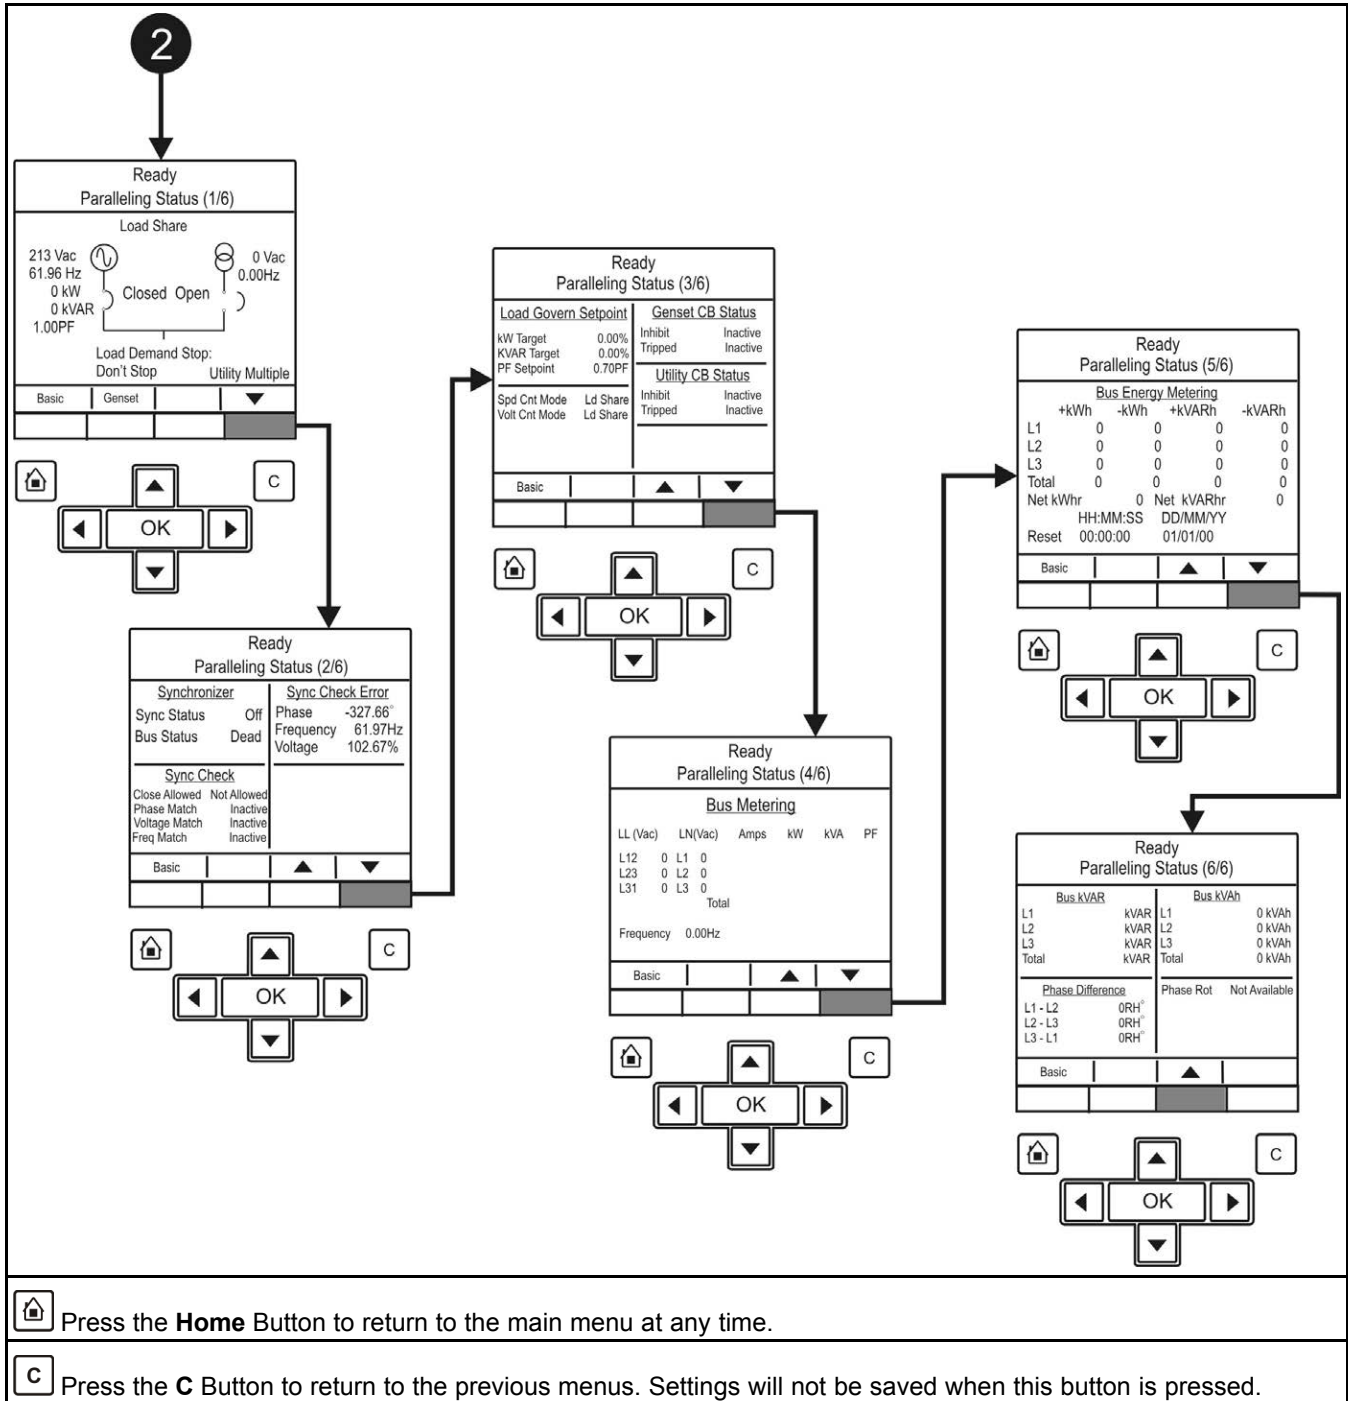 2
Ready
Paralleling Status (1/6)
Load Share
213 Vac
61.96 Hz
0 kW
0 kVAR
1.00PF
0 Vac
0.00Hz
Closed Open
Load Demand Stop:
Don't Stop Utility Multiple
Basic Genset
C
OK
Ready
Paralleling Status (2/6)
Synchronizer
Sync Status Off
Bus Status Dead
Sync Check Error
Phase -327.66°
Frequency 61.97Hz
Voltage 102.67%
Sync Check
Close Allowed Not Allowed
Phase Match Inactive
Voltage Match Inactive
Freq Match Inactive
Basic
C
OK
Ready
Paralleling Status (3/6)
Load Govern Setpoint
kW Target 0.00%
KVAR Target 0.00%
PF Setpoint 0.70PF
Spd Cnt Mode Ld Share
Volt Cnt Mode Ld Share
Genset CB Status
Inhibit Inactive
Tripped Inactive
Utility CB Status
Inhibit Inactive
Tripped Inactive
Basic
C
OK
Ready
Paralleling Status (4/6)
Bus Metering
LL (Vac) LN(Vac) Amps kW kVA PF
L12 0 L1 0
L23 0 L2 0
L31 0 L3 0
Total
Frequency 0.00Hz
Basic
C
OK
Ready
Paralleling Status (5/6)
Bus Energy Metering
+kWh -kWh +kVARh -kVARh
L1 0 0 0 0
L2 0 0 0 0
L3 0 0 0 0
Total 0 0 0 0
Net kWhr 0 Net kVARhr 0
HH:MM:SS DD/MM/YY
Reset 00:00:00 01/01/00
Basic
C
OK
Ready
Paralleling Status (6/6)
Bus kVAR
L1 kVAR
L2 kVAR
L3 kVAR
Total kVAR
Bus kVAh
L1 0 kVAh
L2 0 kVAh
L3 0 kVAh
Total 0 kVAh
Phase Difference
L1 - L2 0RH°
L2 - L3 0RH°
L3 - L1 0RH°
Phase Rot Not Available
Basic
C
OK
Press the Home Button to return to the main menu at any time.
C Press the C Button to return to the previous menus. Settings will not be saved when this button is pressed.